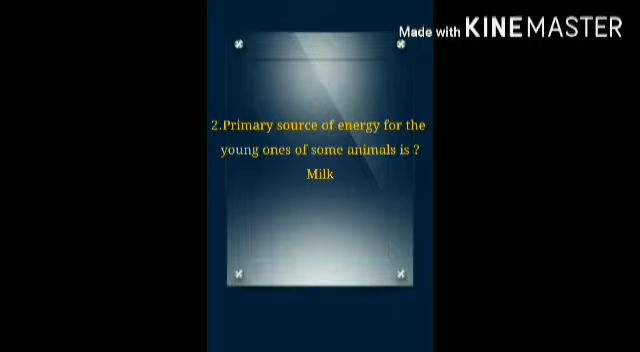 Made with KINEMASTER
2.Primary source of energy for the
young ones of some animals is ?
Milk